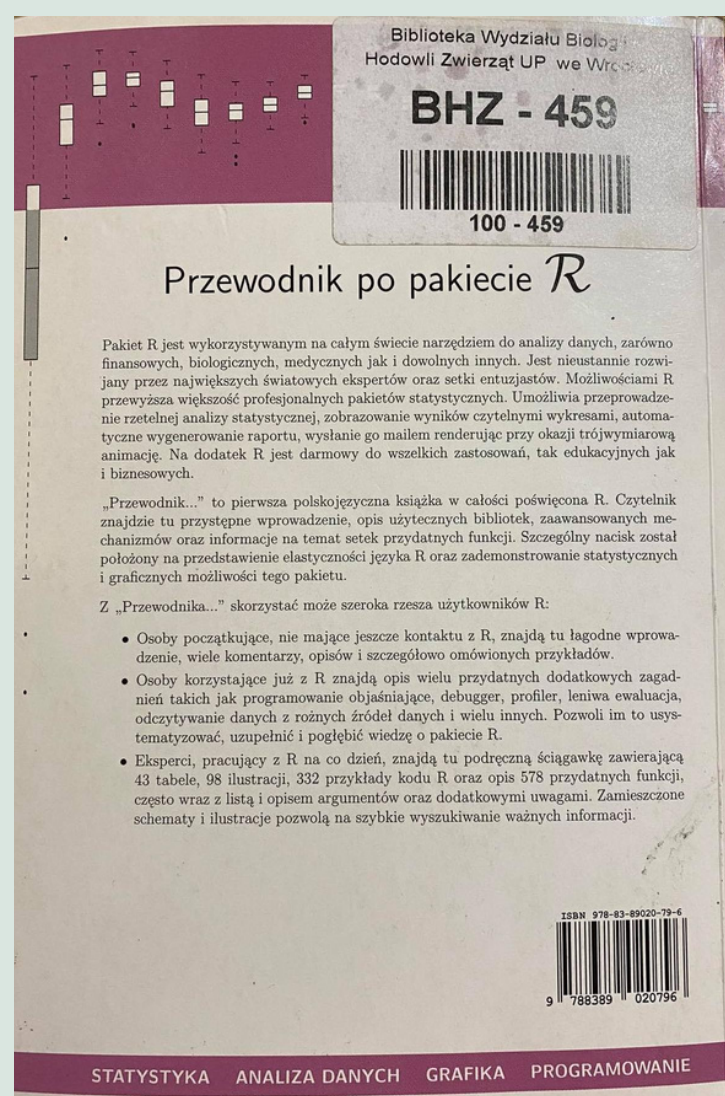 Biblioteka Wydziału
Hodowli Zwierząt UP we
BHZ - 459
100 - 459
Przewodnik po pakiecie R
Pakiet R jest wykorzystywanym na całym świecie narzędziem do analizy danych, zarówno
finansowych, biologicznych, medycznych jak i dowolnych innych. Jest nieustannie rozwi-
jany przez największych światowych ekspertów oraz setki entuzjastów. Możliwościami R
przewyższa większość profesjonalnych pakietów statystycznych. Umożliwia przeprowadze-
nie rzetelnej analizy statystycznej, zobrazowanie wyników czytelnymi wykresami, automa-
tyczne wygenerowanie raportu, wysłanie go mailem renderując przy okazji trójwymiarową
animację. Na dodatek R jest darmowy do wszelkich zastosowań, tak edukacyjnych jak
i biznesowych.
„Przewodnik...” to pierwsza polskojęzyczna książka w całości poświęcona R. Czytelnik
znajdzie tu przystępne wprowadzenie, opis użytecznych bibliotek, zaawansowanych me-
chanizmów oraz informacje na temat setek przydatnych funkcji. Szczególny nacisk został
położony na przedstawienie elastyczności języka R oraz zademonstrowanie statystycznych
i graficznych możliwości tego pakietu.
Z „Przewodnika...” skorzystać może szeroka rzesza użytkowników R:
• Osoby początkujące, nie mające jeszcze kontaktu z R, znajdą tu łagodne wprowa-
dzenie, wiele komentarzy, opisów i szczegółowo omówionych przykładów.
• Osoby korzystające już z R znajdą opis wielu przydatnych dodatkowych zagad-
nień takich jak programowanie objaśniające, debugger, profiler, leniwa ewaluacja,
odczytywanie danych z rożnych źródeł danych i wielu innych. Pozwoli im to usys-
tematyzować, uzupełnić i pogłębić wiedzę o pakiecie R.
• Eksperci, pracujący z R na co dzień, znajdą tu podręczną ściągawkę zawierającą
43 tabele, 98 ilustracji, 332 przykłady kodu R oraz opis 578 przydatnych funkcji,
często wraz z listą i opisem argumentów oraz dodatkowymi uwagami. Zamieszczone
schematy i ilustracje pozwolą na szybkie wyszukiwanie ważnych informacji.
ISBN 978-83-89020-79-6
9 788389 020796
STATYSTYKA ANALIZA DANYCH GRAFIKA PROGRAMOWANIE